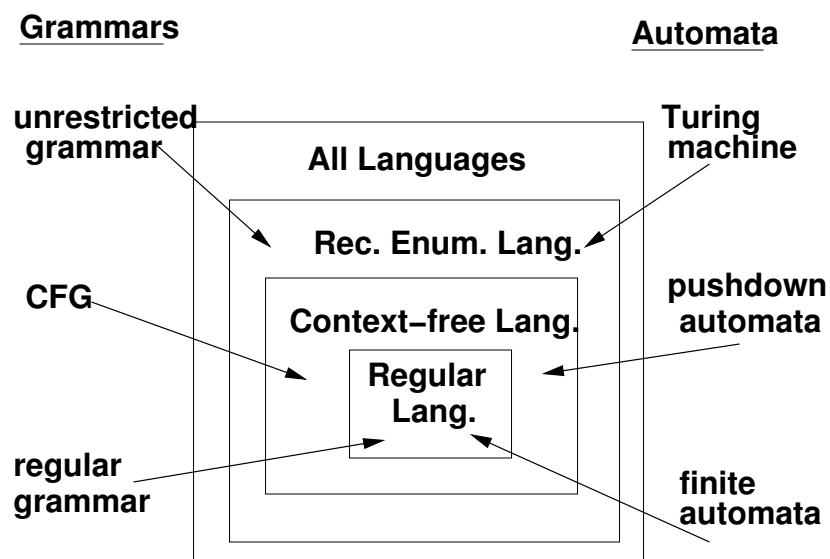 Grammars
Automata
unrestricted
grammar
Turing
machine
All Languages
Rec. Enum. Lang.
CFG
pushdown
automata
Context−free Lang.
Regular
Lang.
regular
grammar
finite
automata